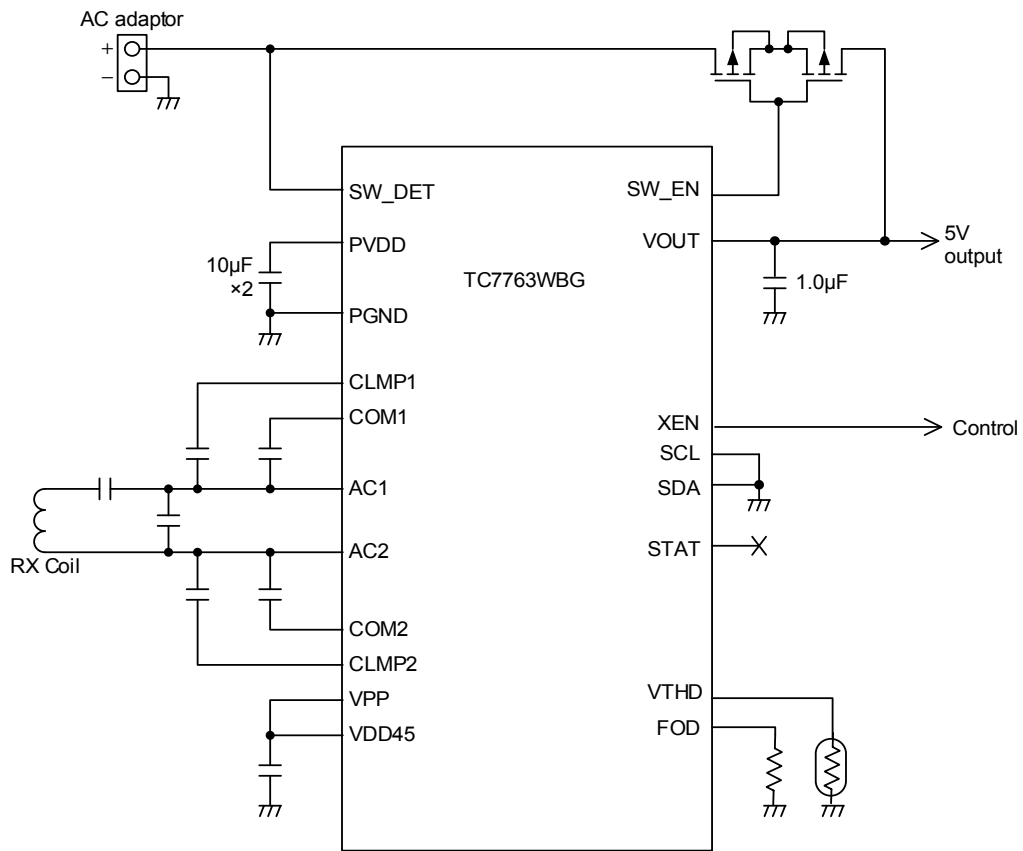 AC adaptor
+
−
SW_DET
SW_EN
PVDD
VOUT
5V
output
10µF
×2
TC7763WBG
1.0µF
PGND
CLMP1
COM1
XEN
Control
SCL
AC1
SDA
AC2
STAT
RX Coil
COM2
CLMP2
VPP
VTHD
VDD45
FOD